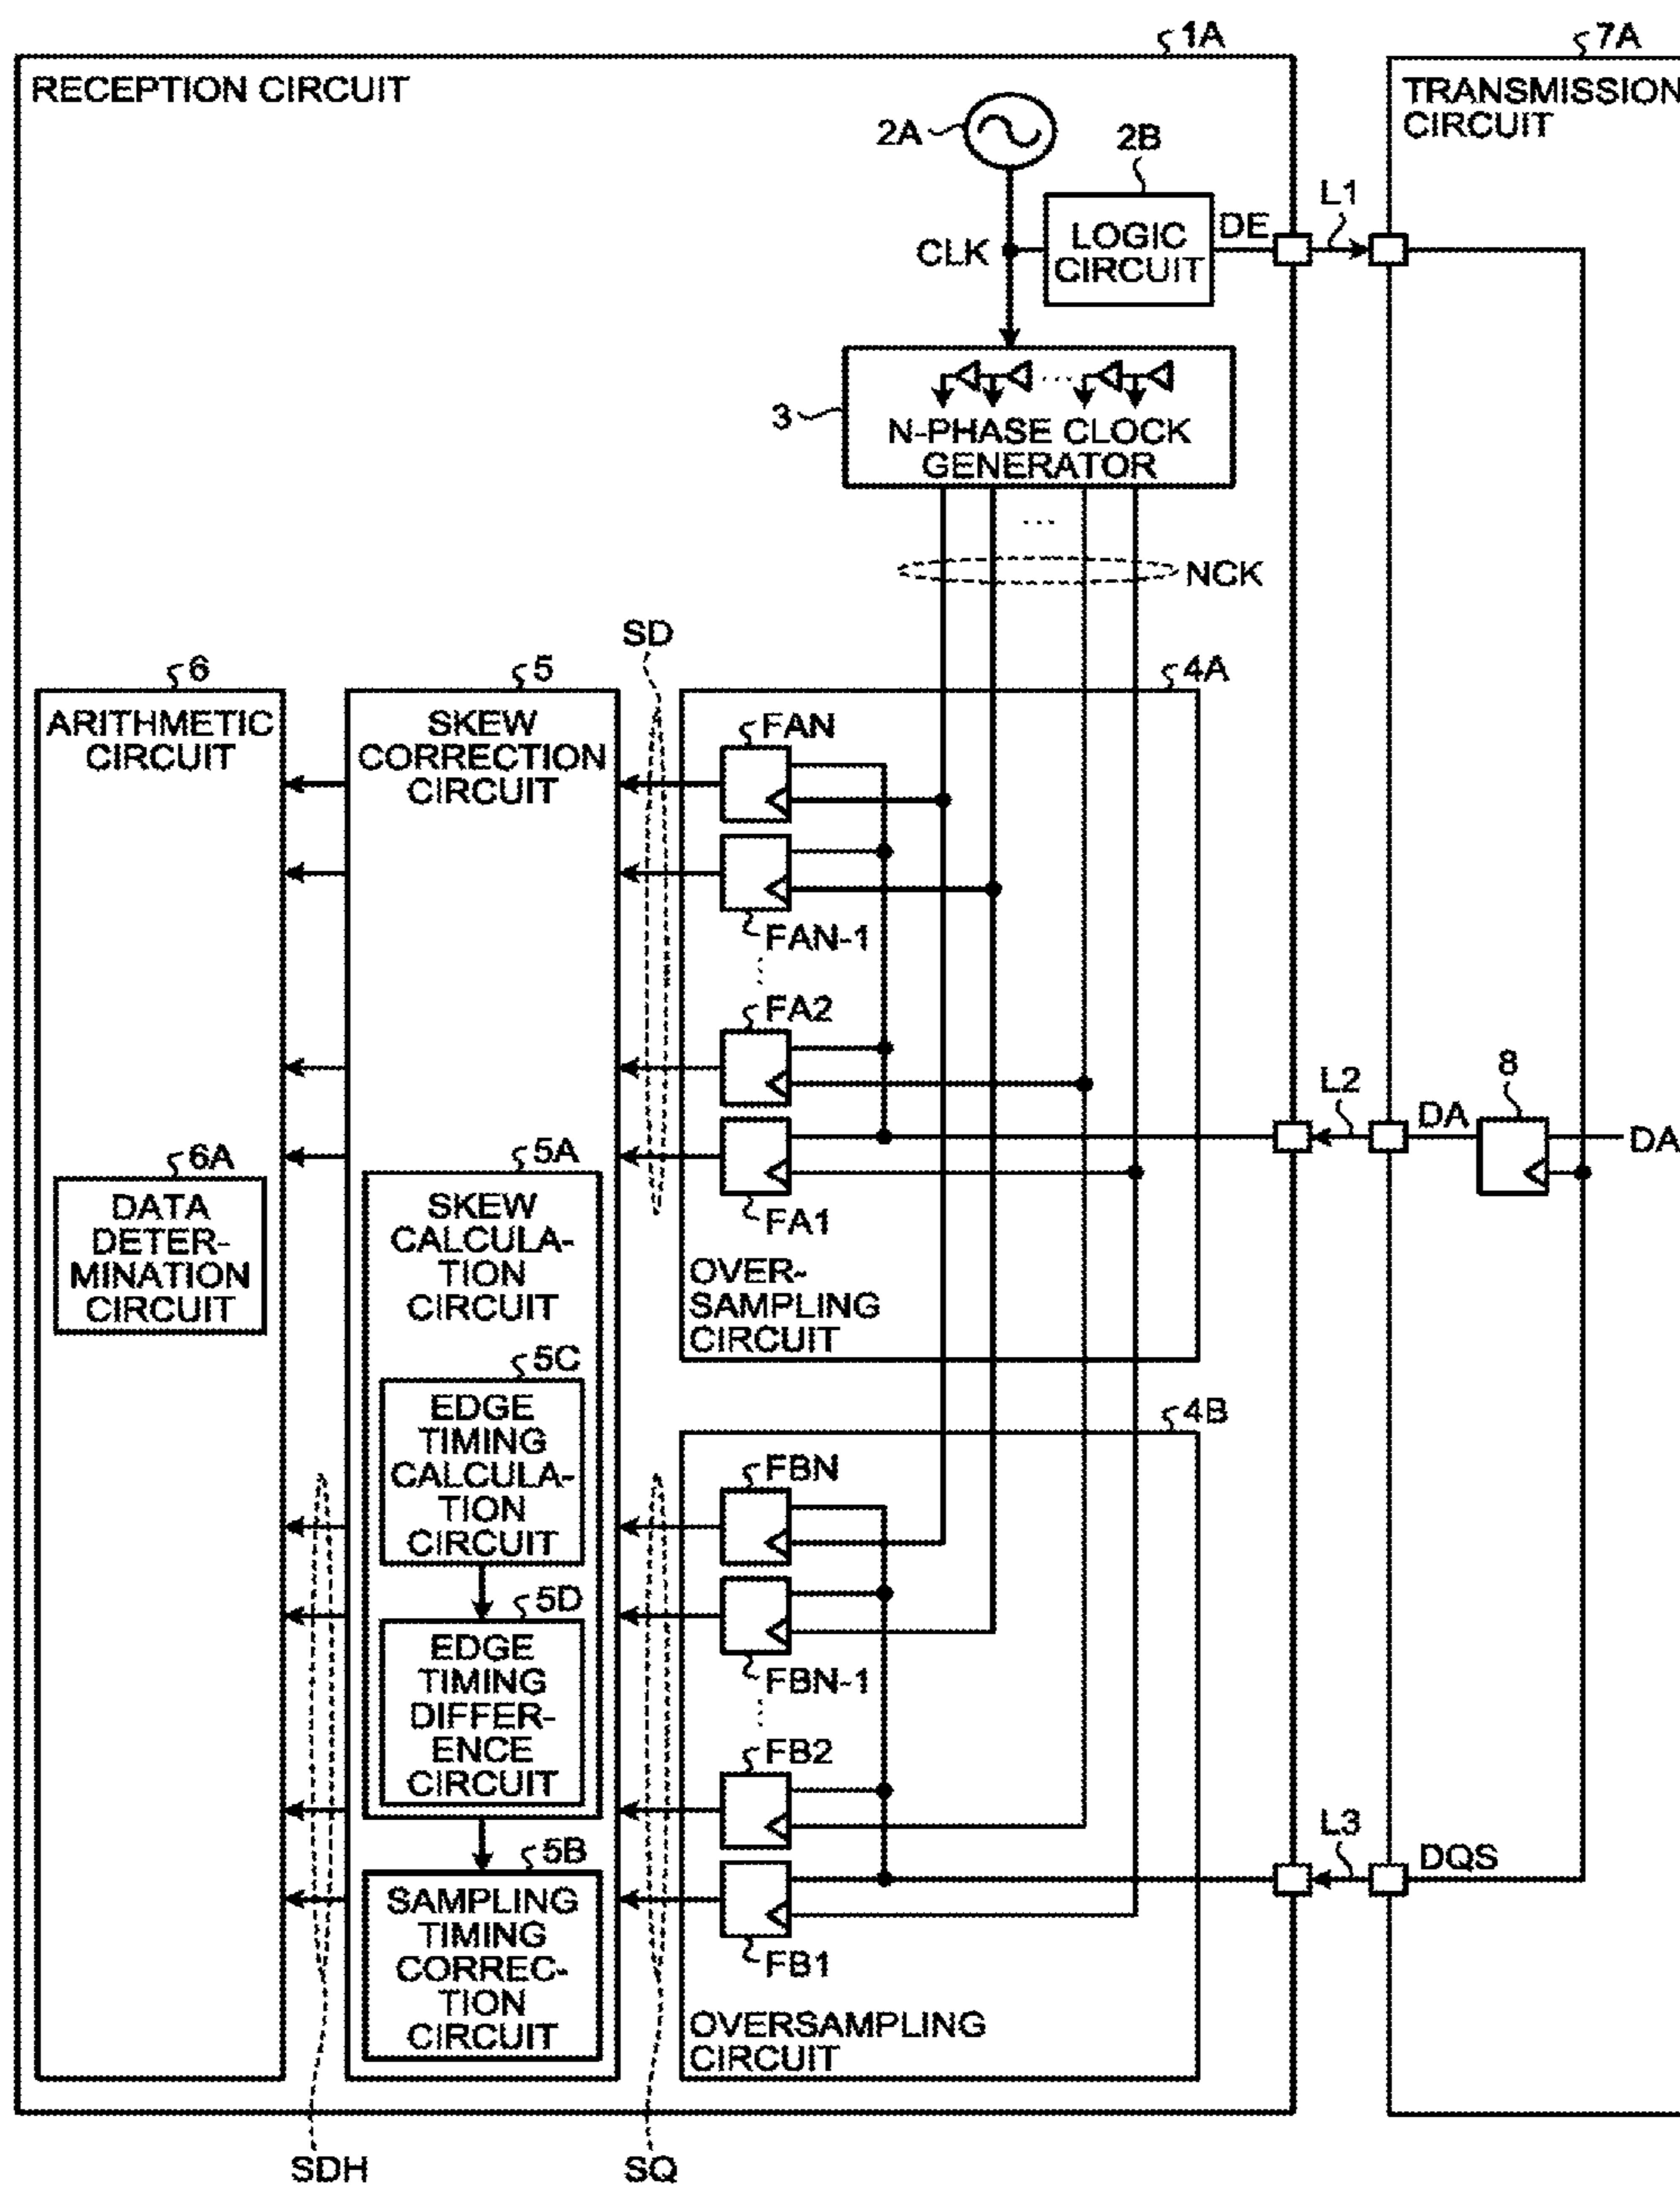 1A
7A
RECEPTION CIRCUIT
TRANSMISSION
CIRCUIT
2A
2B
L1
CLK
LOGIC
CIRCUIT
DE
3
N-PHASE CLOCK
GENERATOR
...
NCK
SD
6
5
4A
ARITHMETIC
CIRCUIT
SKEW
CORRECTION
CIRCUIT
FAN
FAN-1
FA2
FA1
OVER-
SAMPLING
CIRCUIT
L2
DA
8
DA
6A
DATA
DETER-
MINATION
CIRCUIT
5A
SKEW
CALCULA-
TION
CIRCUIT
5C
EDGE
TIMING
CALCULA-
TION
CIRCUIT
5D
EDGE
TIMING
DIFFER-
ENCE
CIRCUIT
5B
SAMPLING
TIMING
CORREC-
TION
CIRCUIT
4B
FBN
FBN-1
FB2
FB1
OVERSAMPLING
CIRCUIT
L3
DQS
SDH
SQ